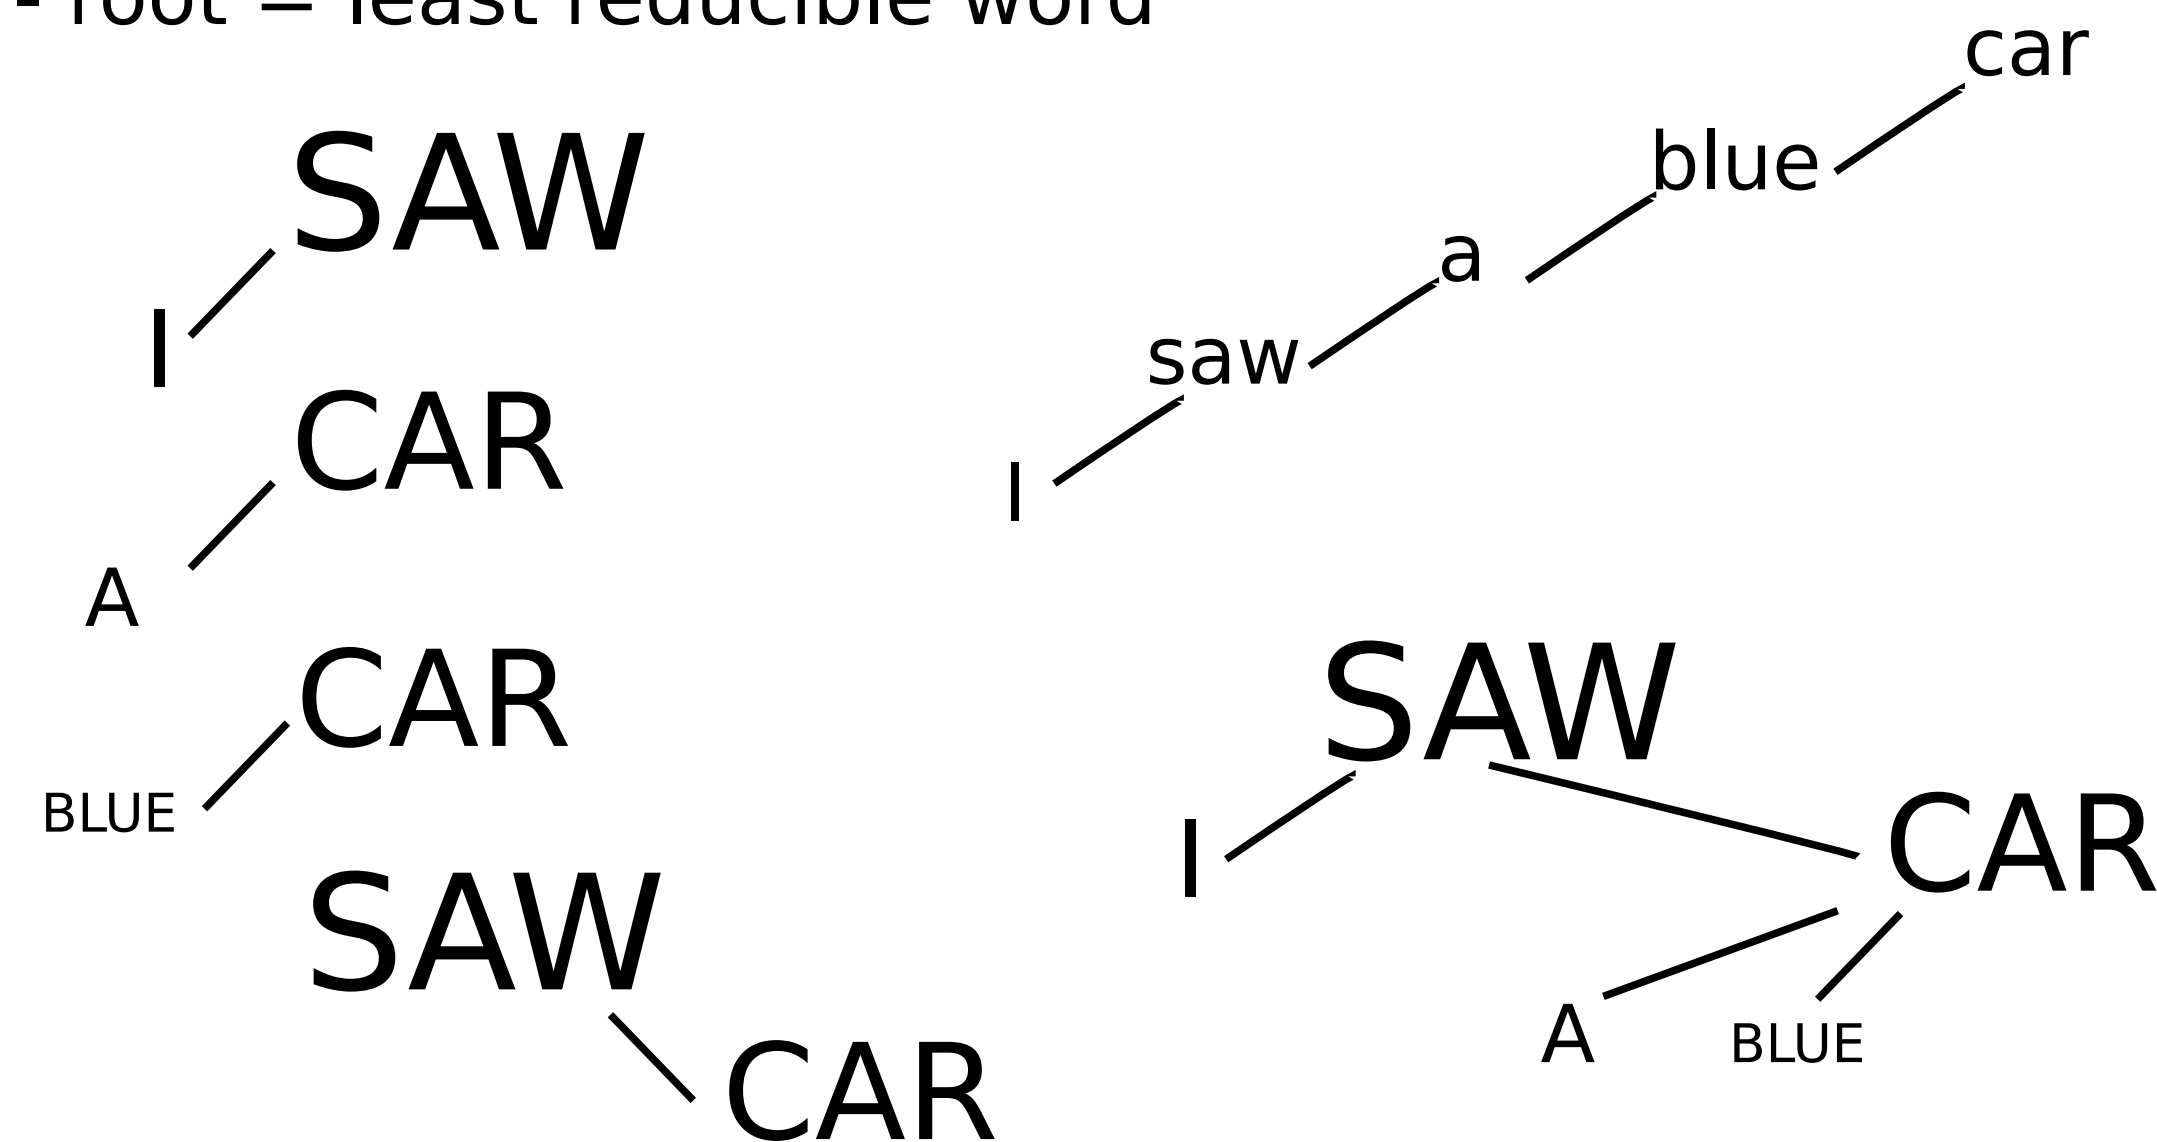 - root = least reducible word
car
blue
a
saw
I
SAW
I
CAR
A
CAR
BLUE
SAW
CAR
SAW
I
CAR
A
BLUE